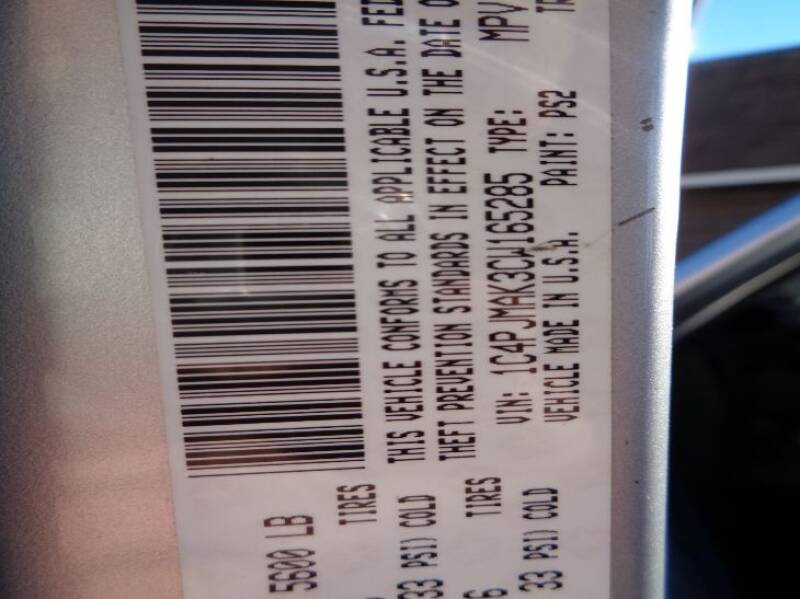 5600 LB
TIRES
33 PSI) COLD
TIRES
33 PSI) COLD
THIS VEHICLE CONFORMS TO ALL APPLICABLE U.S.A. FED
THEFT PREVENTION STANDARDS IN EFFECT ON THE DATE O
VIN: 1C4PJMAK3CW165285 TYPE: MPV
VEHICLE MADE IN U.S.A. PAINT: PS2 TR